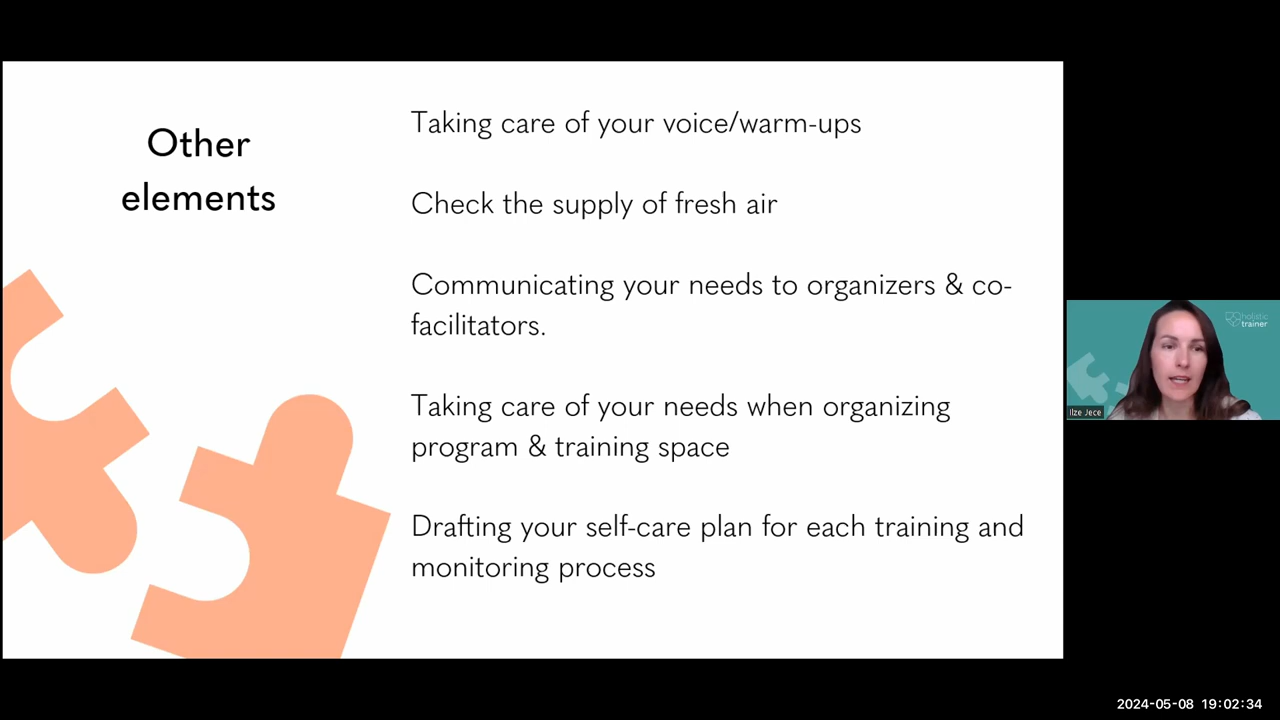 Other
elements
Taking care of your voice/warm-ups
Check the supply of fresh air
Communicating your needs to organizers & co-
facilitators.
Taking care of your needs when organizing
program & training space
Drafting your self-care plan for each training and
monitoring process
holistic
trainer
Ilze Jece
2024-05-08 19:02:34